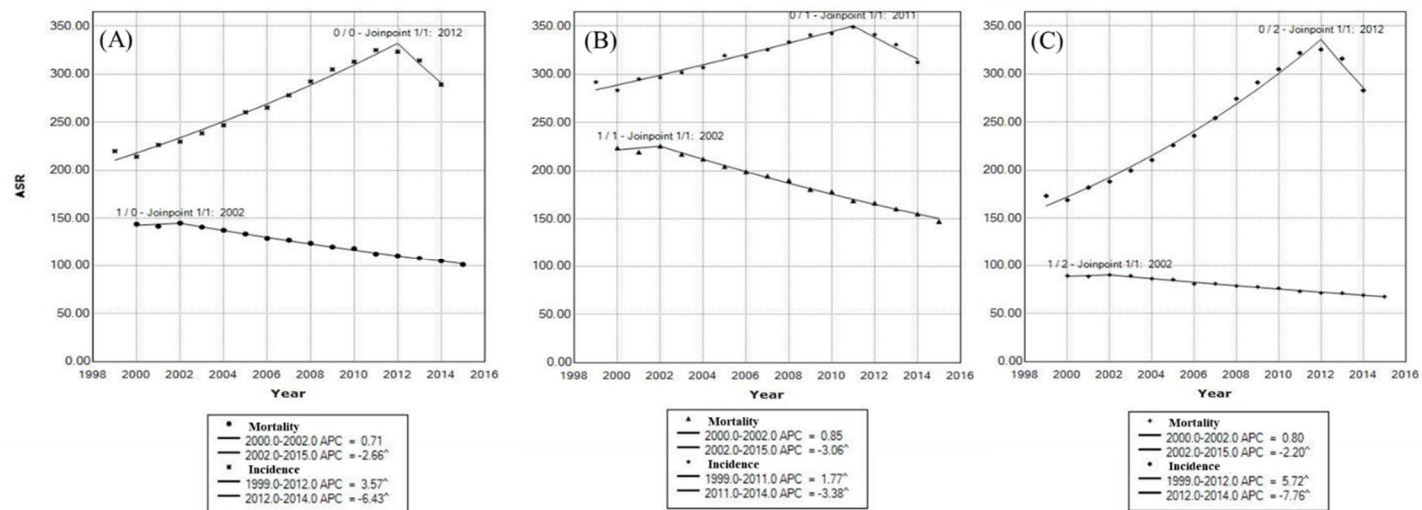 (A)
0 / 0 - Joinpoint 1/1: 2012
1 / 0 - Joinpoint 1/1: 2002
350.00
300.00
250.00
200.00
150.00
100.00
50.00
0.00
ASR
1998 2000 2002 2004 2006 2008 2010 2012 2014 2016
Year
Mortality
2000.0-2002.0 APC = 0.71
2002.0-2015.0 APC = -2.66^
Incidence
1999.0-2012.0 APC = 3.57^
2012.0-2014.0 APC = -6.43^
(B)
0 / 1 - Joinpoint 1/1: 2011
1 / 1 - Joinpoint 1/1: 2002
350.00
300.00
250.00
200.00
150.00
100.00
50.00
0.00
1998 2000 2002 2004 2006 2008 2010 2012 2014 2016
Year
Mortality
2000.0-2002.0 APC = 0.85
2002.0-2015.0 APC = -3.06^
Incidence
1999.0-2011.0 APC = 1.77^
2011.0-2014.0 APC = -3.38^
(C)
0 / 2 - Joinpoint 1/1: 2012
1 / 2 - Joinpoint 1/1: 2002
350.00
300.00
250.00
200.00
150.00
100.00
50.00
0.00
1998 2000 2002 2004 2006 2008 2010 2012 2014 2016
Year
Mortality
2000.0-2002.0 APC = 0.80
2002.0-2015.0 APC = -2.20^
Incidence
1999.0-2012.0 APC = 5.72^
2012.0-2014.0 APC = -7.76^